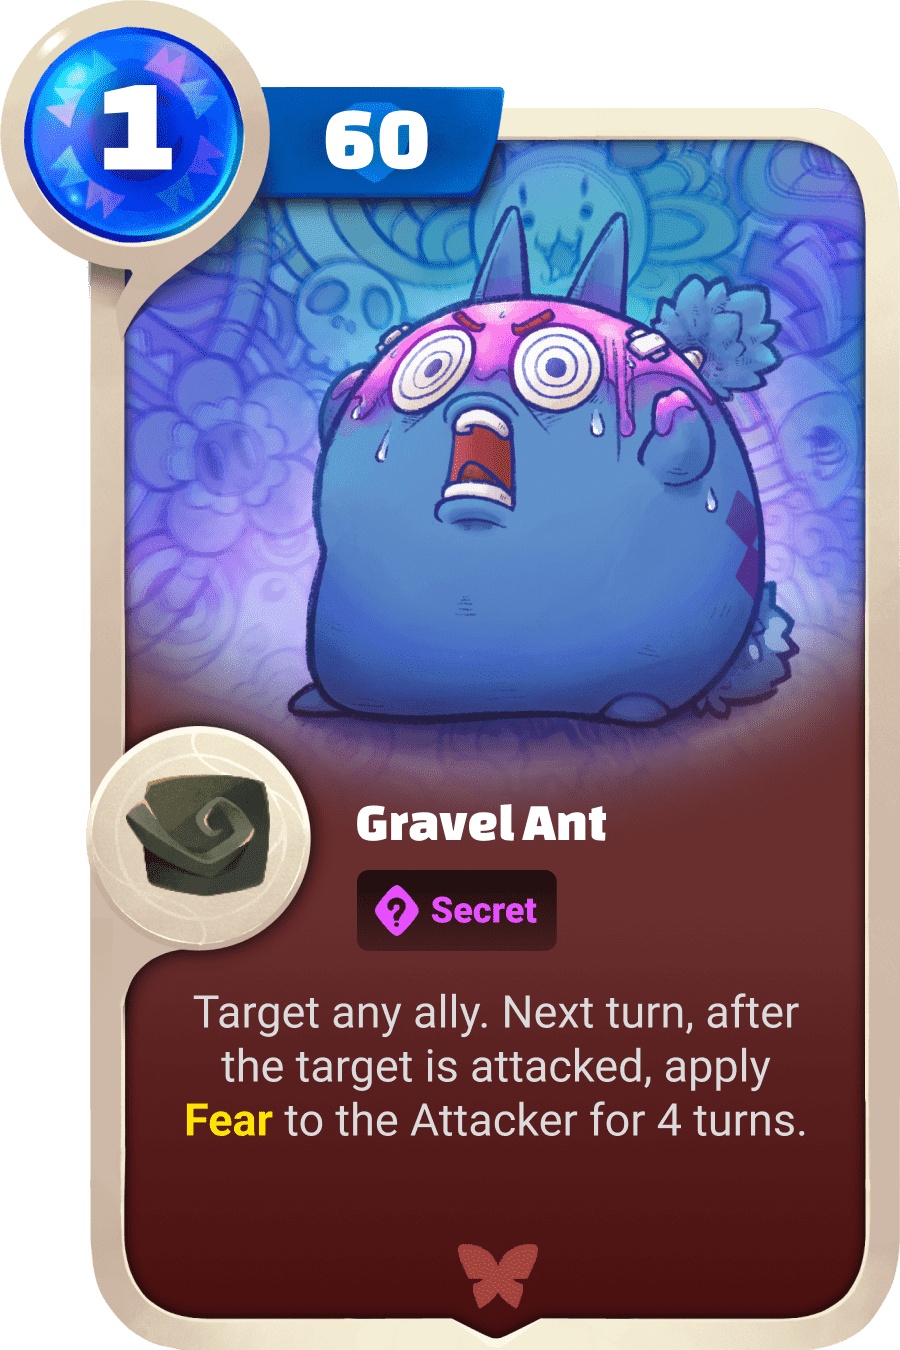 1
60
Gravel Ant
? Secret
Target any ally. Next turn, after
the target is attacked, apply
Fear to the Attacker for 4 turns.